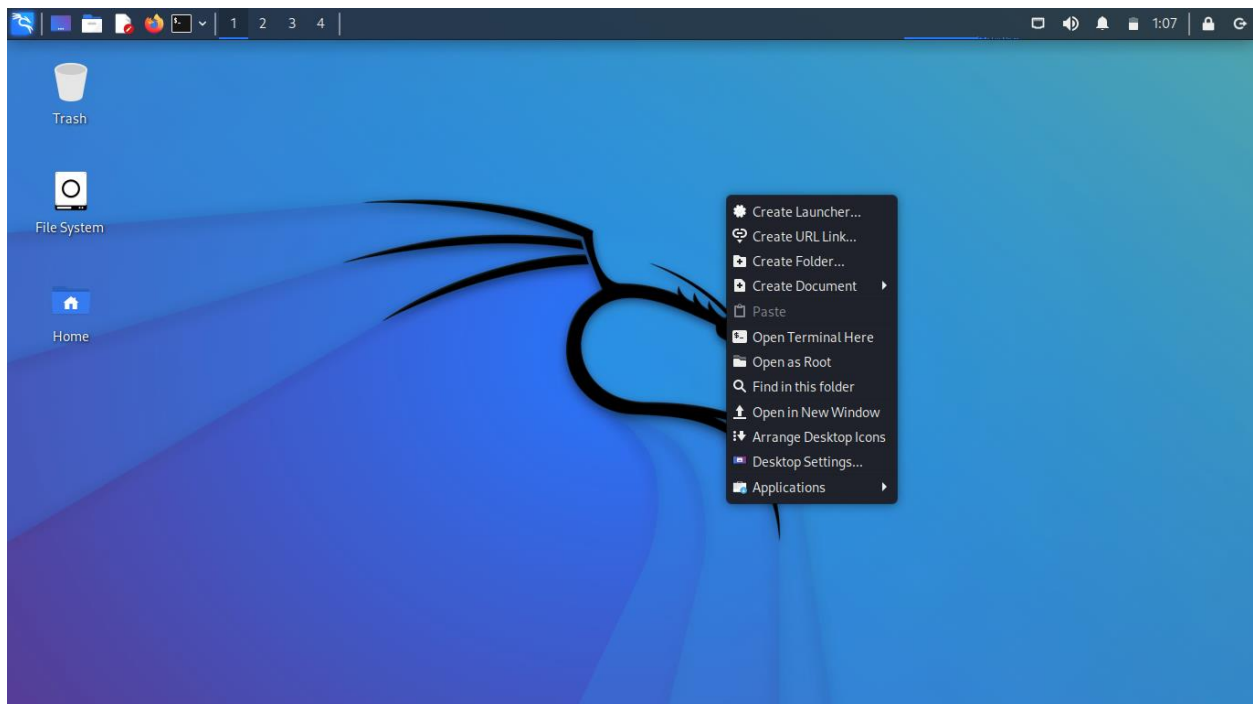 1 2 3 4 1:07
Trash
File System
Home
Create Launcher...
Create URL Link...
Create Folder...
Create Document
Paste
Open Terminal Here
Open as Root
Find in this folder
Open in New Window
Arrange Desktop Icons
Desktop Settings...
Applications